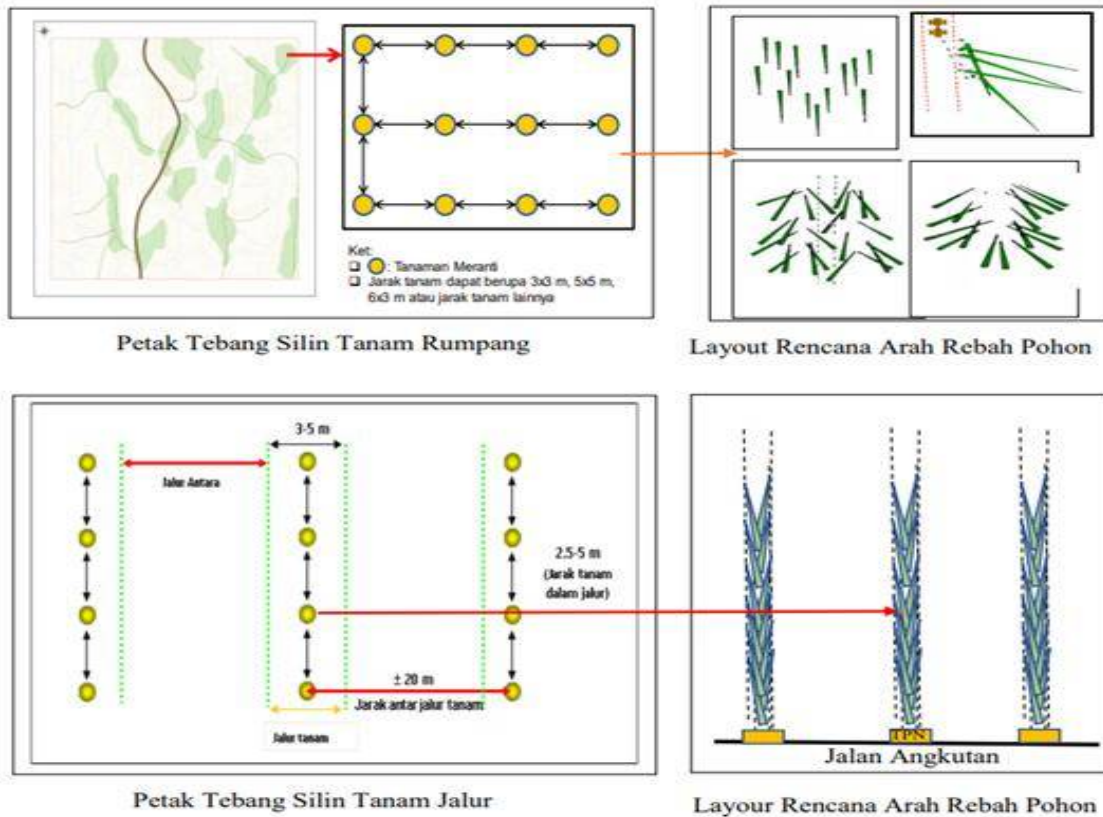 Ket:
: Tanaman Meranti
Jarak tanam dapat berupa 3x3 m, 5x5 m,
6x3 m atau jarak tanam lainnya
Petak Tebang Silin Tanam Rumpang
Layout Rencana Arah Rebah Pohon
3-5 m
Jalur Antara
2.5-5 m
(Jarak tanam
dalam jalur)
± 20 m
Jarak antar jalur tanam
Jalur tanam
TPN
Jalan Angkutan
Petak Tebang Silin Tanam Jalur
Layour Rencana Arah Rebah Pohon